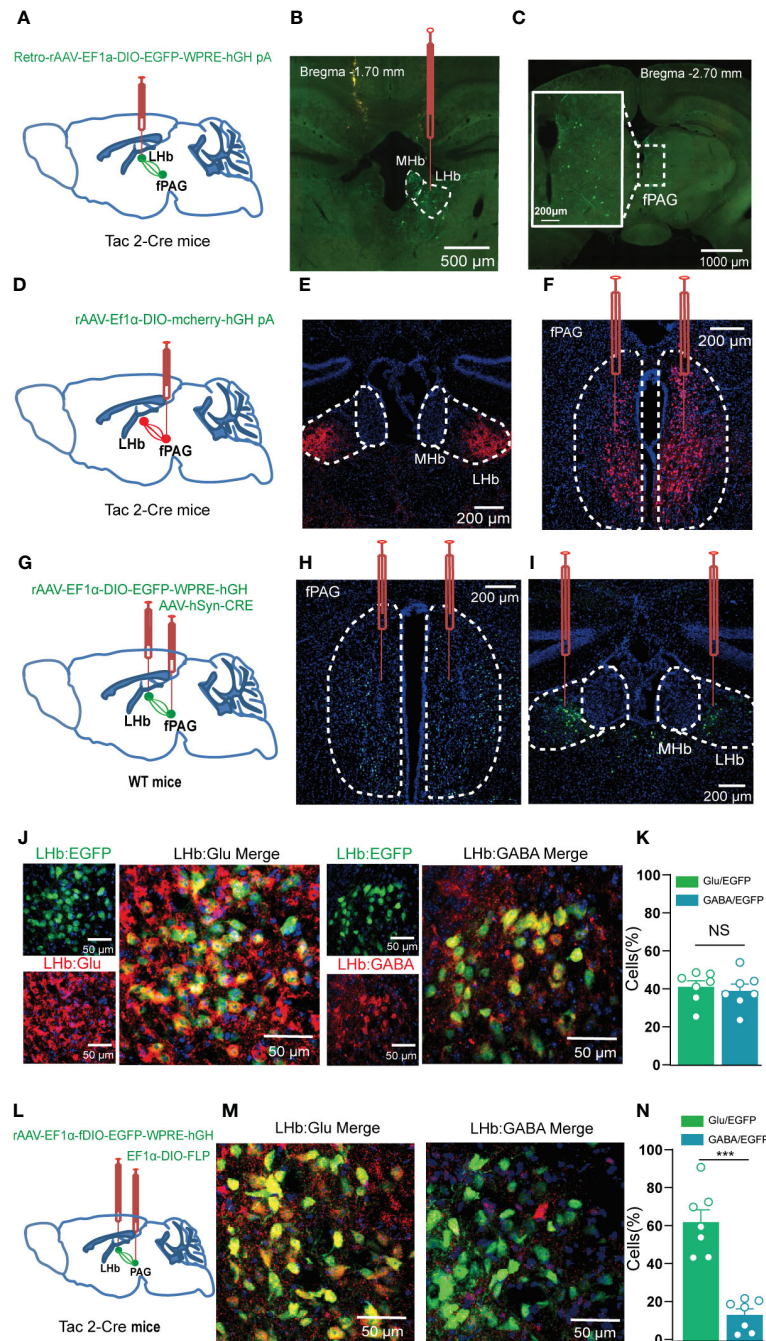 A
Retro-rAAV-EF1a-DIO-EGFP-WPRE-hGH pA
LHb
fPAG
Tac 2-Cre mice
B
Bregma -1.70 mm
MHb
LHb
500 µm
C
Bregma -2.70 mm
200µm
fPAG
1000 µm
D
rAAV-Ef1α-DIO-mcherry-hGH pA
LHb
fPAG
Tac 2-Cre mice
E
MHb
LHb
200 µm
F
fPAG
200 µm
G
rAAV-EF1α-DIO-EGFP-WPRE-hGH
AAV-hSyn-CRE
LHb
fPAG
WT mice
H
fPAG
200 µm
I
MHb
LHb
200 µm
J
LHb:EGFP
50 µm
LHb:Glu
50 µm
LHb:Glu Merge
50 µm
LHb:EGFP
50 µm
LHb:GABA
50 µm
LHb:GABA Merge
50 µm
K
Glu/EGFP
GABA/EGFP
NS
Cells(%)
100
80
60
40
20
0
L
rAAV-EF1α-fDIO-EGFP-WPRE-hGH
EF1α-DIO-FLP
LHb
PAG
Tac 2-Cre mice
M
LHb:Glu Merge
50 µm
LHb:GABA Merge
50 µm
N
Glu/EGFP
GABA/EGFP
***
Cells(%)
100
80
60
40
20
0